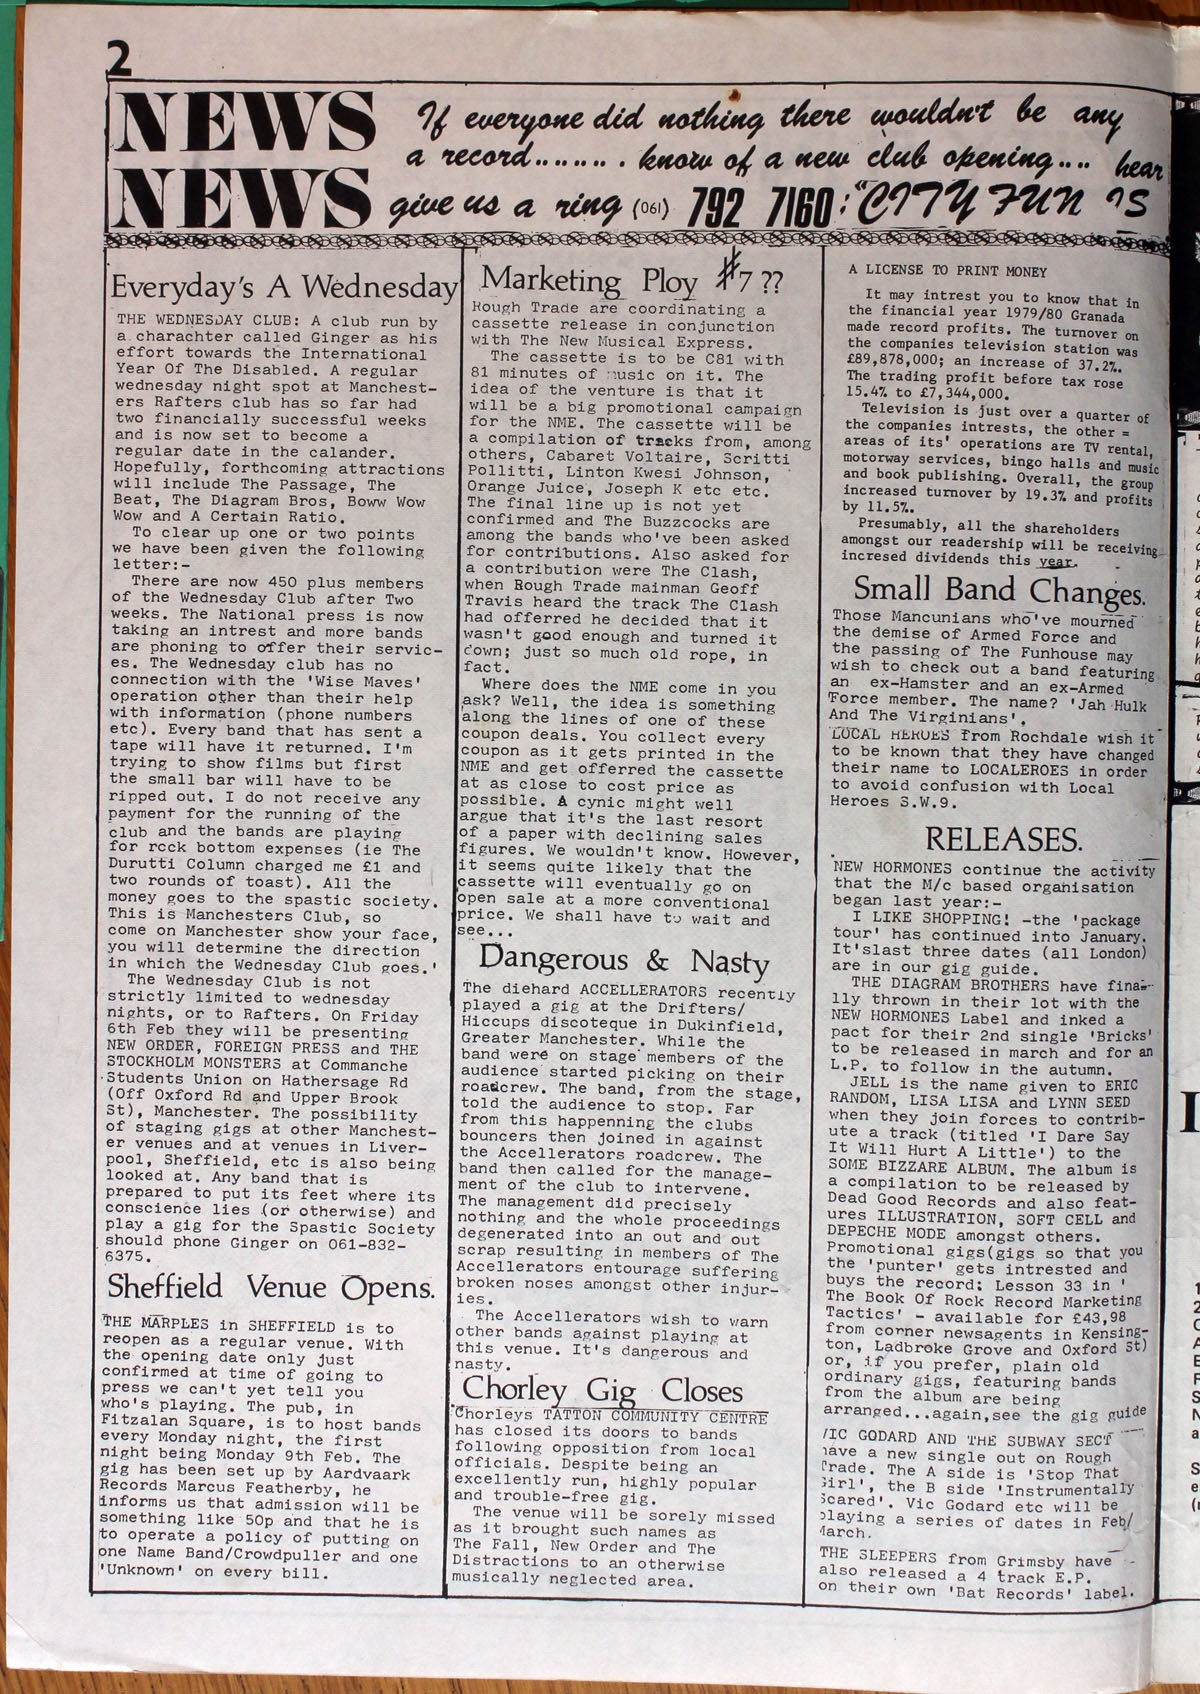 2
NEWS
NEWS
If everyone did nothing there wouldn't be any
a record........ know of a new club opening.... hear
give us a ring (061) 792 7160: "CITY FUN IS
Everyday's A Wednesday
THE WEDNESDAY CLUB: A club run by
a charachter called Ginger as his
effort towards the International
Year Of The Disabled. A regular
wednesday night spot at Manchest-
ers Rafters club has so far had
two financially successful weeks
and is now set to become a
regular date in the calander.
Hopefully, forthcoming attractions
will include The Passage, The
Beat, The Diagram Bros, Boww Wow
Wow and A Certain Ratio.
To clear up one or two points
we have been given the following
letter:-
There are now 450 plus members
of the Wednesday Club after Two
weeks. The National press is now
taking an intrest and more bands
are phoning to offer their servic-
es. The Wednesday club has no
connection with the 'Wise Maves'
operation other than their help
with information (phone numbers
etc). Every band that has sent a
tape will have it returned. I'm
trying to show films but first
the small bar will have to be
ripped out. I do not receive any
payment for the running of the
club and the bands are playing
for rock bottom expenses (ie The
Durutti Column charged me £1 and
two rounds of toast). All the
money goes to the spastic society.
This is Manchesters Club, so
come on Manchester show your face,
you will determine the direction
in which the Wednesday Club goes.'
The Wednesday Club is not
strictly limited to wednesday
nights, or to Rafters. On Friday
6th Feb they will be presenting
NEW ORDER, FOREIGN PRESS and THE
STOCKHOLM MONSTERS at Commanche
Students Union on Hathersage Rd
(Off Oxford Rd and Upper Brook
St), Manchester. The possibility
of staging gigs at other Manchest-
er venues and at venues in Liver-
pool, Sheffield, etc is also being
looked at. Any band that is
prepared to put its feet where its
conscience lies (or otherwise) and
play a gig for the Spastic Society
should phone Ginger on 061-832-
6375.
Sheffield Venue Opens.
THE MARPLES in SHEFFIELD is to
reopen as a regular venue. With
the opening date only just
confirmed at time of going to
press we can't yet tell you
who's playing. The pub, in
Fitzalan Square, is to host bands
every Monday night, the first
night being Monday 9th Feb. The
gig has been set up by Aardvaark
Records Marcus Featherby, he
informs us that admission will be
something like 50p and that he is
to operate a policy of putting on
one Name Band/Crowdpuller and one
'Unknown' on every bill.
Marketing Ploy #7 ??
Rough Trade are coordinating a
cassette release in conjunction
with The New Musical Express.
The cassette is to be C81 with
81 minutes of music on it. The
idea of the venture is that it
will be a big promotional campaign
for the NME. The cassette will be
a compilation of tracks from, among
others, Cabaret Voltaire, Scritti
Pollitti, Linton Kwesi Johnson,
Orange Juice, Joseph K etc etc.
The final line up is not yet
confirmed and The Buzzcocks are
among the bands who've been asked
for contributions. Also asked for
a contribution were The Clash,
when Rough Trade mainman Geoff
Travis heard the track The Clash
had offerred he decided that it
wasn't good enough and turned it
down; just so much old rope, in
fact.
Where does the NME come in you
ask? Well, the idea is something
along the lines of one of these
coupon deals. You collect every
coupon as it gets printed in the
NME and get offerred the cassette
at as close to cost price as
possible. A cynic might well
argue that it's the last resort
of a paper with declining sales
figures. We wouldn't know. However,
it seems quite likely that the
cassette will eventually go on
open sale at a more conventional
price. We shall have to wait and
see...
Dangerous & Nasty
The diehard ACCELLERATORS recently
played a gig at the Drifters/
Hiccups discoteque in Dukinfield,
Greater Manchester. While the
band were on stage members of the
audience started picking on their
roadcrew. The band, from the stage,
told the audience to stop. Far
from this happenning the clubs
bouncers then joined in against
the Accellerators roadcrew. The
band then called for the manage-
ment of the club to intervene.
The management did precisely
nothing and the whole proceedings
degenerated into an out and out
scrap resulting in members of The
Accellerators entourage suffering
broken noses amongst other injur-
ies.
The Accellerators wish to warn
other bands against playing at
this venue. It's dangerous and
nasty.
Chorley Gig Closes
Chorleys TATTON COMMUNITY CENTRE
has closed its doors to bands
following opposition from local
officials. Despite being an
excellently run, highly popular
and trouble-free gig.
The venue will be sorely missed
as it brought such names as
The Fall, New Order and The
Distractions to an otherwise
musically neglected area.
A LICENSE TO PRINT MONEY
It may intrest you to know that in
the financial year 1979/80 Granada
made record profits. The turnover on
the companies television station was
£89,878,000; an increase of 37.2%.
The trading profit before tax rose
15.4% to £7,344,000.
Television is just over a quarter of
the companies intrests, the other =
areas of its' operations are TV rental,
motorway services, bingo halls and music
and book publishing. Overall, the group
increased turnover by 19.3% and profits
by 11.5%.
Presumably, all the shareholders
amongst our readership will be receiving
incresed dividends this year.
Small Band Changes.
Those Mancunians who've mourned
the demise of Armed Force and
the passing of The Funhouse may
wish to check out a band featuring
an ex-Hamster and an ex-Armed
Force member. The name? 'Jah Hulk
And The Virginians'.
LOCAL HEROES from Rochdale wish it
to be known that they have changed
their name to LOCALEROES in order
to avoid confusion with Local
Heroes S.W.9.
RELEASES.
NEW HORMONES continue the activity
that the M/c based organisation
began last year:-
I LIKE SHOPPING! -the 'package
tour' has continued into January.
It'slast three dates (all London)
are in our gig guide.
THE DIAGRAM BROTHERS have fina-
lly thrown in their lot with the
NEW HORMONES Label and inked a
pact for their 2nd single 'Bricks'
to be released in march and for an
L.P. to follow in the autumn.
JELL is the name given to ERIC
RANDOM, LISA LISA and LYNN SEED
when they join forces to contrib-
ute a track (titled 'I Dare Say
It Will Hurt A Little') to the
SOME BIZZARE ALBUM. The album is
a compilation to be released by
Dead Good Records and also feat-
ures ILLUSTRATION, SOFT CELL and
DEPECHE MODE amongst others.
Promotional gigs(gigs so that you
the 'punter' gets intrested and
buys the record: Lesson 33 in '
The Book Of Rock Record Marketing
Tactics' - available for £43,98
from corner newsagents in Kensing-
ton, Ladbroke Grove and Oxford St)
or, if you prefer, plain old
ordinary gigs, featuring bands
from the album are being
arranged...again,see the gig guide
VIC GODARD AND THE SUBWAY SECT
have a new single out on Rough
Trade. The A side is 'Stop That
Girl', the B side 'Instrumentally
Scared'. Vic Godard etc will be
playing a series of dates in Feb/
March.
THE SLEEPERS from Grimsby have
also released a 4 track E.P.
on their own 'Bat Records' label.